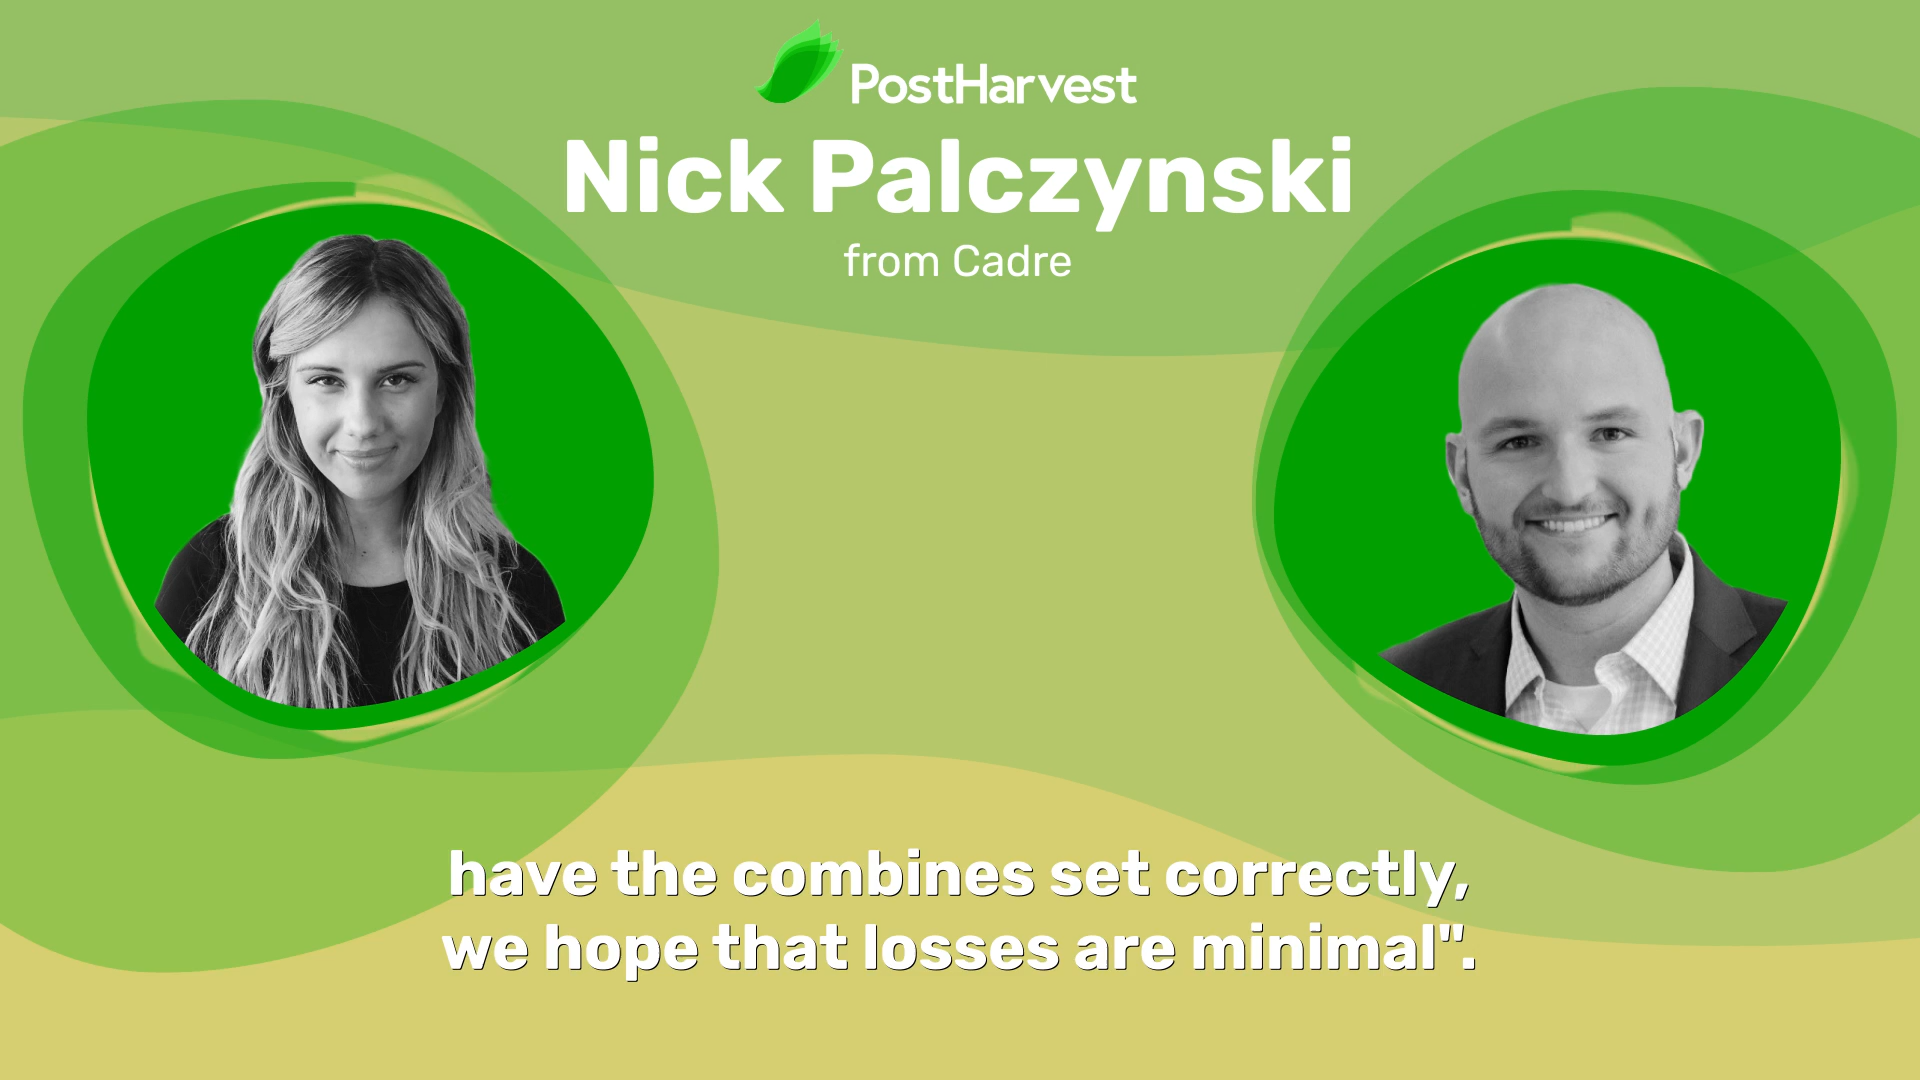 PostHarvest
Nick Palczynski
from Cadre
have the combines set correctly,
we hope that losses are minimal".